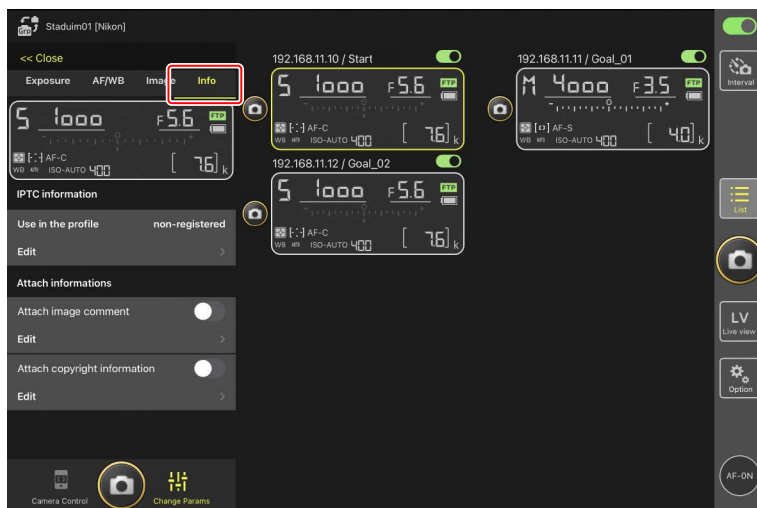 Grp Staduim01 [Nikon]
<< Close
Exposure AF/WB Image Info
S 1000 F5.6 FTP
[ ] AF-C
WB AUTO ISO-AUTO 400 [ 7.6] k
IPTC information
Use in the profile non-registered
Edit
Attach informations
Attach image comment
Edit
Attach copyright information
Edit
Camera Control
Change Params
192.168.11.10 / Start
S 1000 F5.6 FTP
AF-C
WB AUTO ISO-AUTO 400 [ 7.6] k
192.168.11.11 / Goal_01
M 4000 F3.5 FTP
AF-S
WB AUTO ISO-AUTO 400 [ 4.0] k
192.168.11.12 / Goal_02
S 1000 F5.6 FTP
AF-C
WB AUTO ISO-AUTO 400 [ 7.6] k
Interval
List
LV
Live view
Option
AF-ON